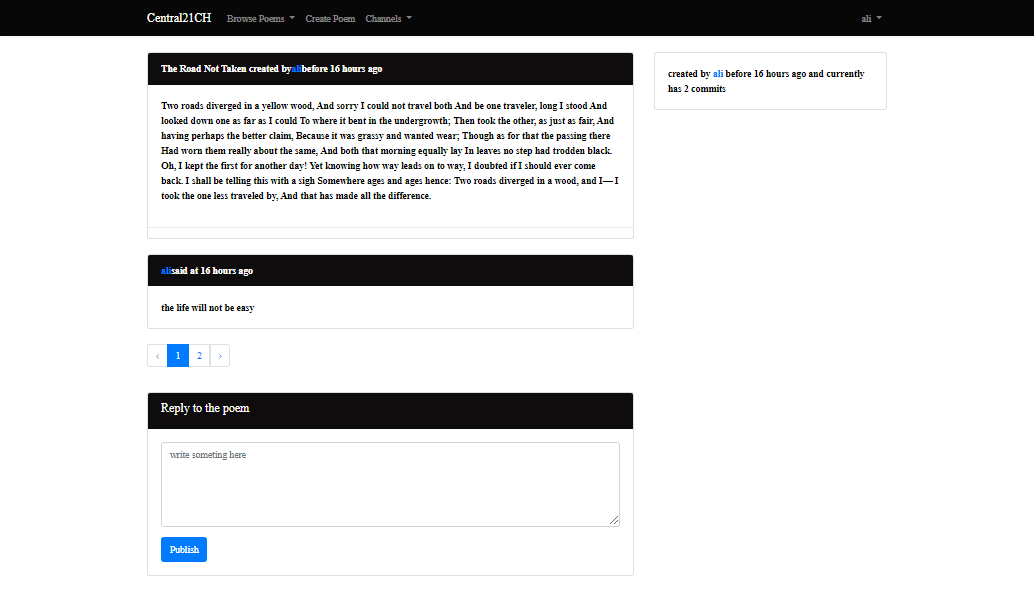 Central21CH Browse Poems Create Poem Channels ali
The Road Not Taken created byalibefore 16 hours ago
Two roads diverged in a yellow wood, And sorry I could not travel both And be one traveler, long I stood And
looked down one as far as I could To where it bent in the undergrowth; Then took the other, as just as fair, And
having perhaps the better claim, Because it was grassy and wanted wear; Though as for that the passing there
Had worn them really about the same, And both that morning equally lay In leaves no step had trodden black.
Oh, I kept the first for another day! Yet knowing how way leads on to way, I doubted if I should ever come
back. I shall be telling this with a sigh Somewhere ages and ages hence: Two roads diverged in a wood, and I— I
took the one less traveled by, And that has made all the difference.
created by ali before 16 hours ago and currently
has 2 commits
alisaid at 16 hours ago
the life will not be easy
‹ 1 2 ›
Reply to the poem
write someting here
Publish